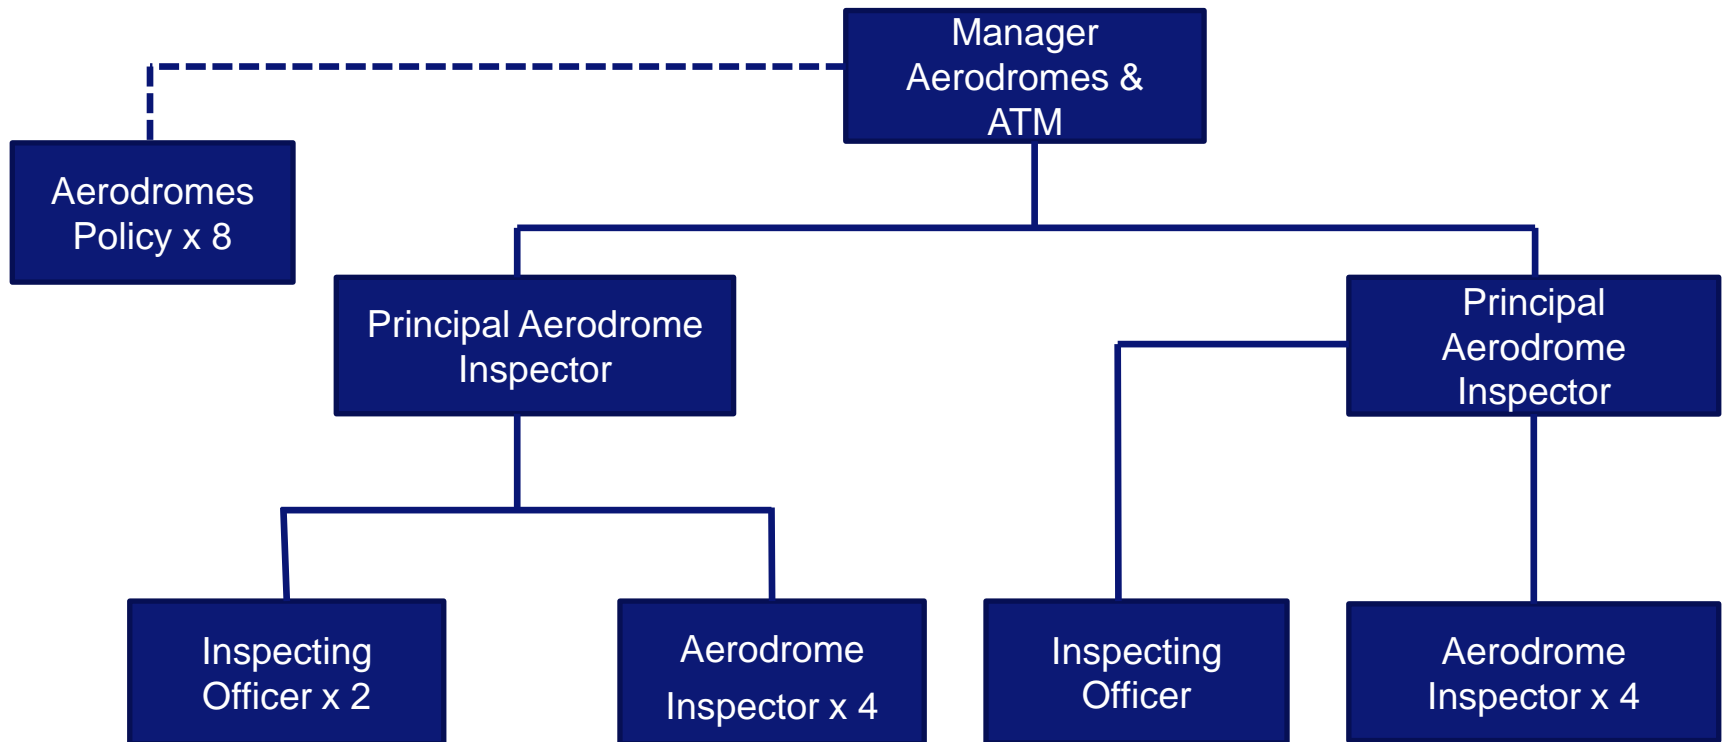 Manager
Aerodromes &
ATM
Aerodromes
Policy x 8
Principal Aerodrome
Inspector
Principal
Aerodrome
Inspector
Inspecting
Officer x 2
Aerodrome
Inspector x 4
Inspecting
Officer
Aerodrome
Inspector x 4